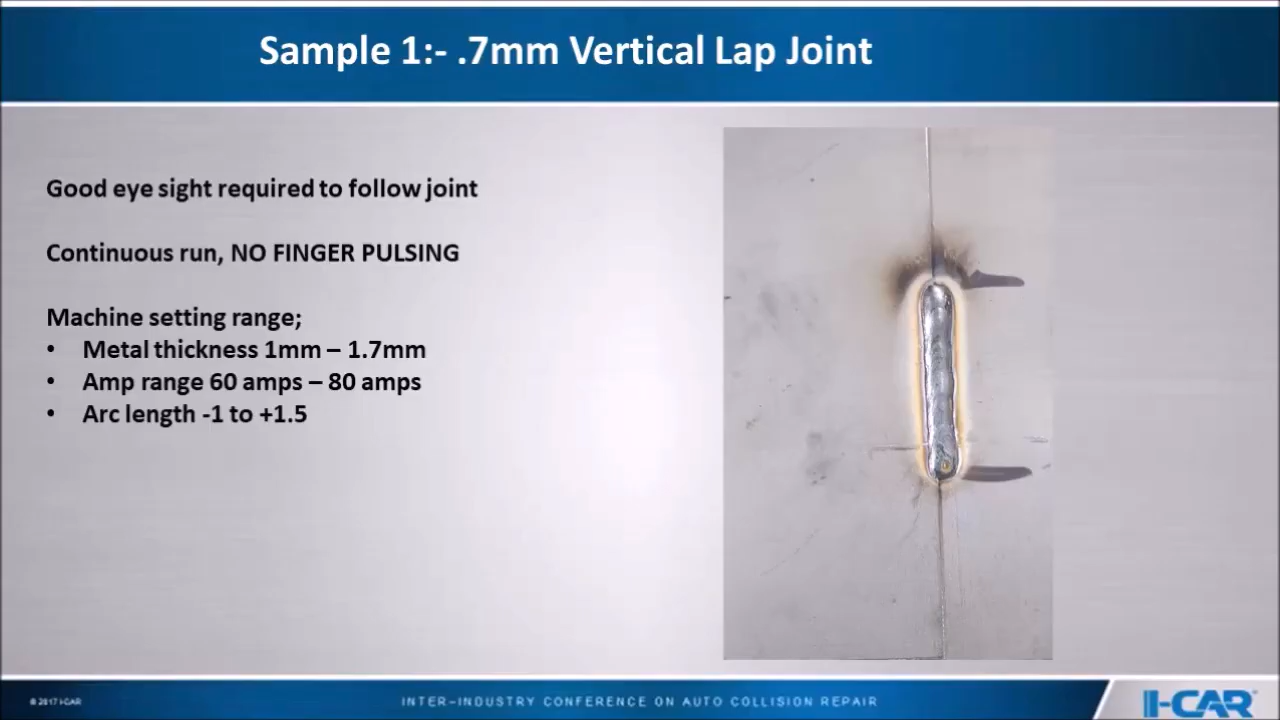 Sample 1:- .7mm Vertical Lap Joint
Good eye sight required to follow joint
Continuous run, NO FINGER PULSING
Machine setting range;
• Metal thickness 1mm – 1.7mm
• Amp range 60 amps – 80 amps
• Arc length -1 to +1.5
© 2017 I-CAR
INTER-INDUSTRY CONFERENCE ON AUTO COLLISION REPAIR
I-CAR